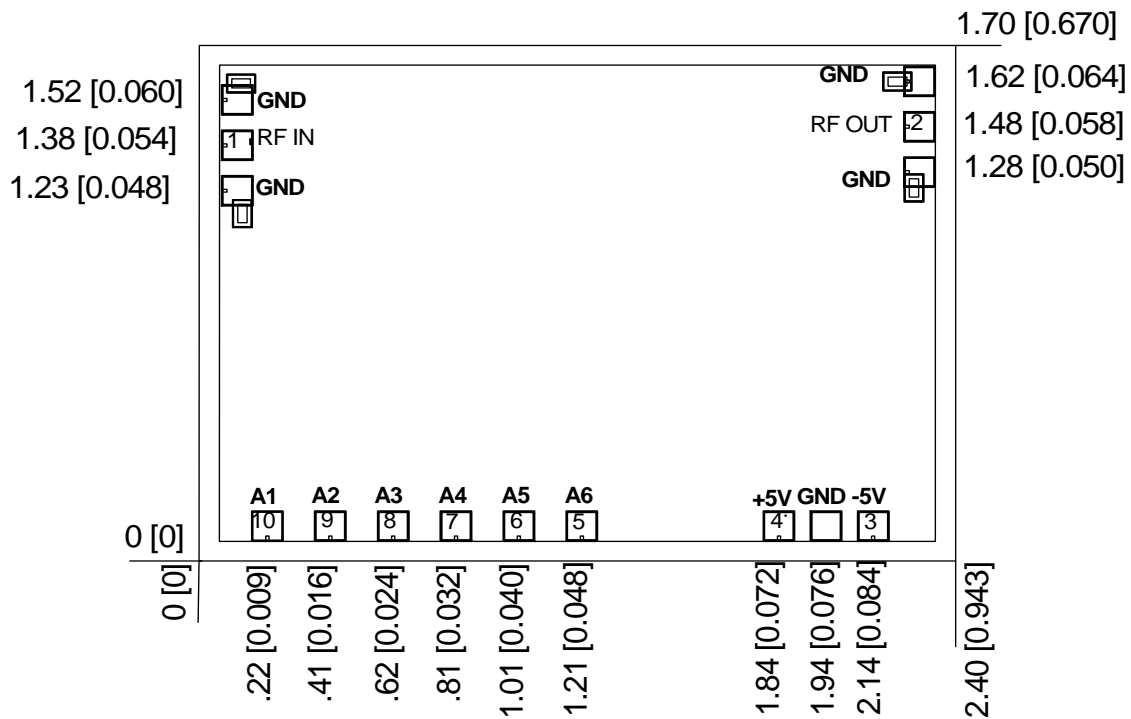 1.70 [0.670]
1.52 [0.060]
GND
GND
1.62 [0.064]
1.38 [0.054]
1
RF IN
RF OUT
2
1.48 [0.058]
1.23 [0.048]
GND
GND
1.28 [0.050]
A1
A2
A3
A4
A5
A6
+5V
GND
-5V
10
9
8
7
6
5
4
3
0 [0]
0 [0]
.22 [0.009]
.41 [0.016]
.62 [0.024]
.81 [0.032]
1.01 [0.040]
1.21 [0.048]
1.84 [0.072]
1.94 [0.076]
2.14 [0.084]
2.40 [0.943]